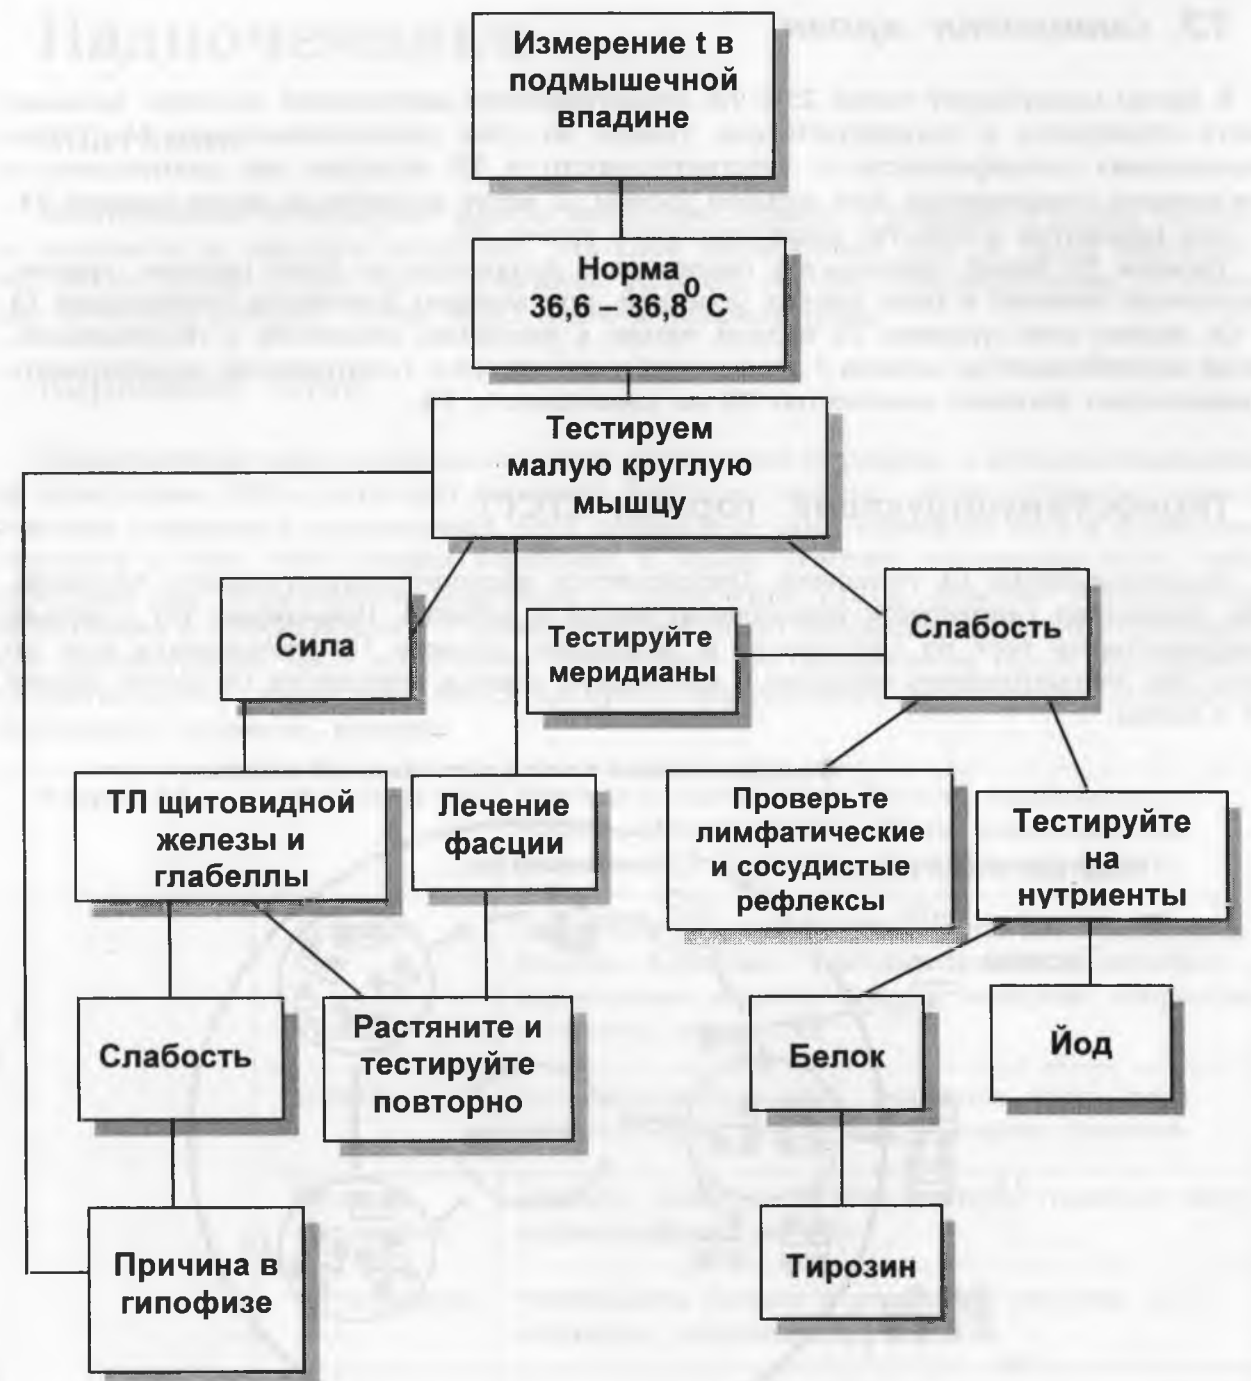 Измерение t в
подмышечной
впадине
Норма
36,6 – 36,8⁰ С
Тестируем
малую круглую
мышцу
Сила
Тестируйте
меридианы
Слабость
ТЛ щитовидной
железы и
глабеллы
Лечение
фасции
Проверьте
лимфатические
и сосудистые
рефлексы
Тестируйте
на
нутриенты
Слабость
Растяните и
тестируйте
повторно
Белок
Йод
Причина в
гипофизе
Тирозин